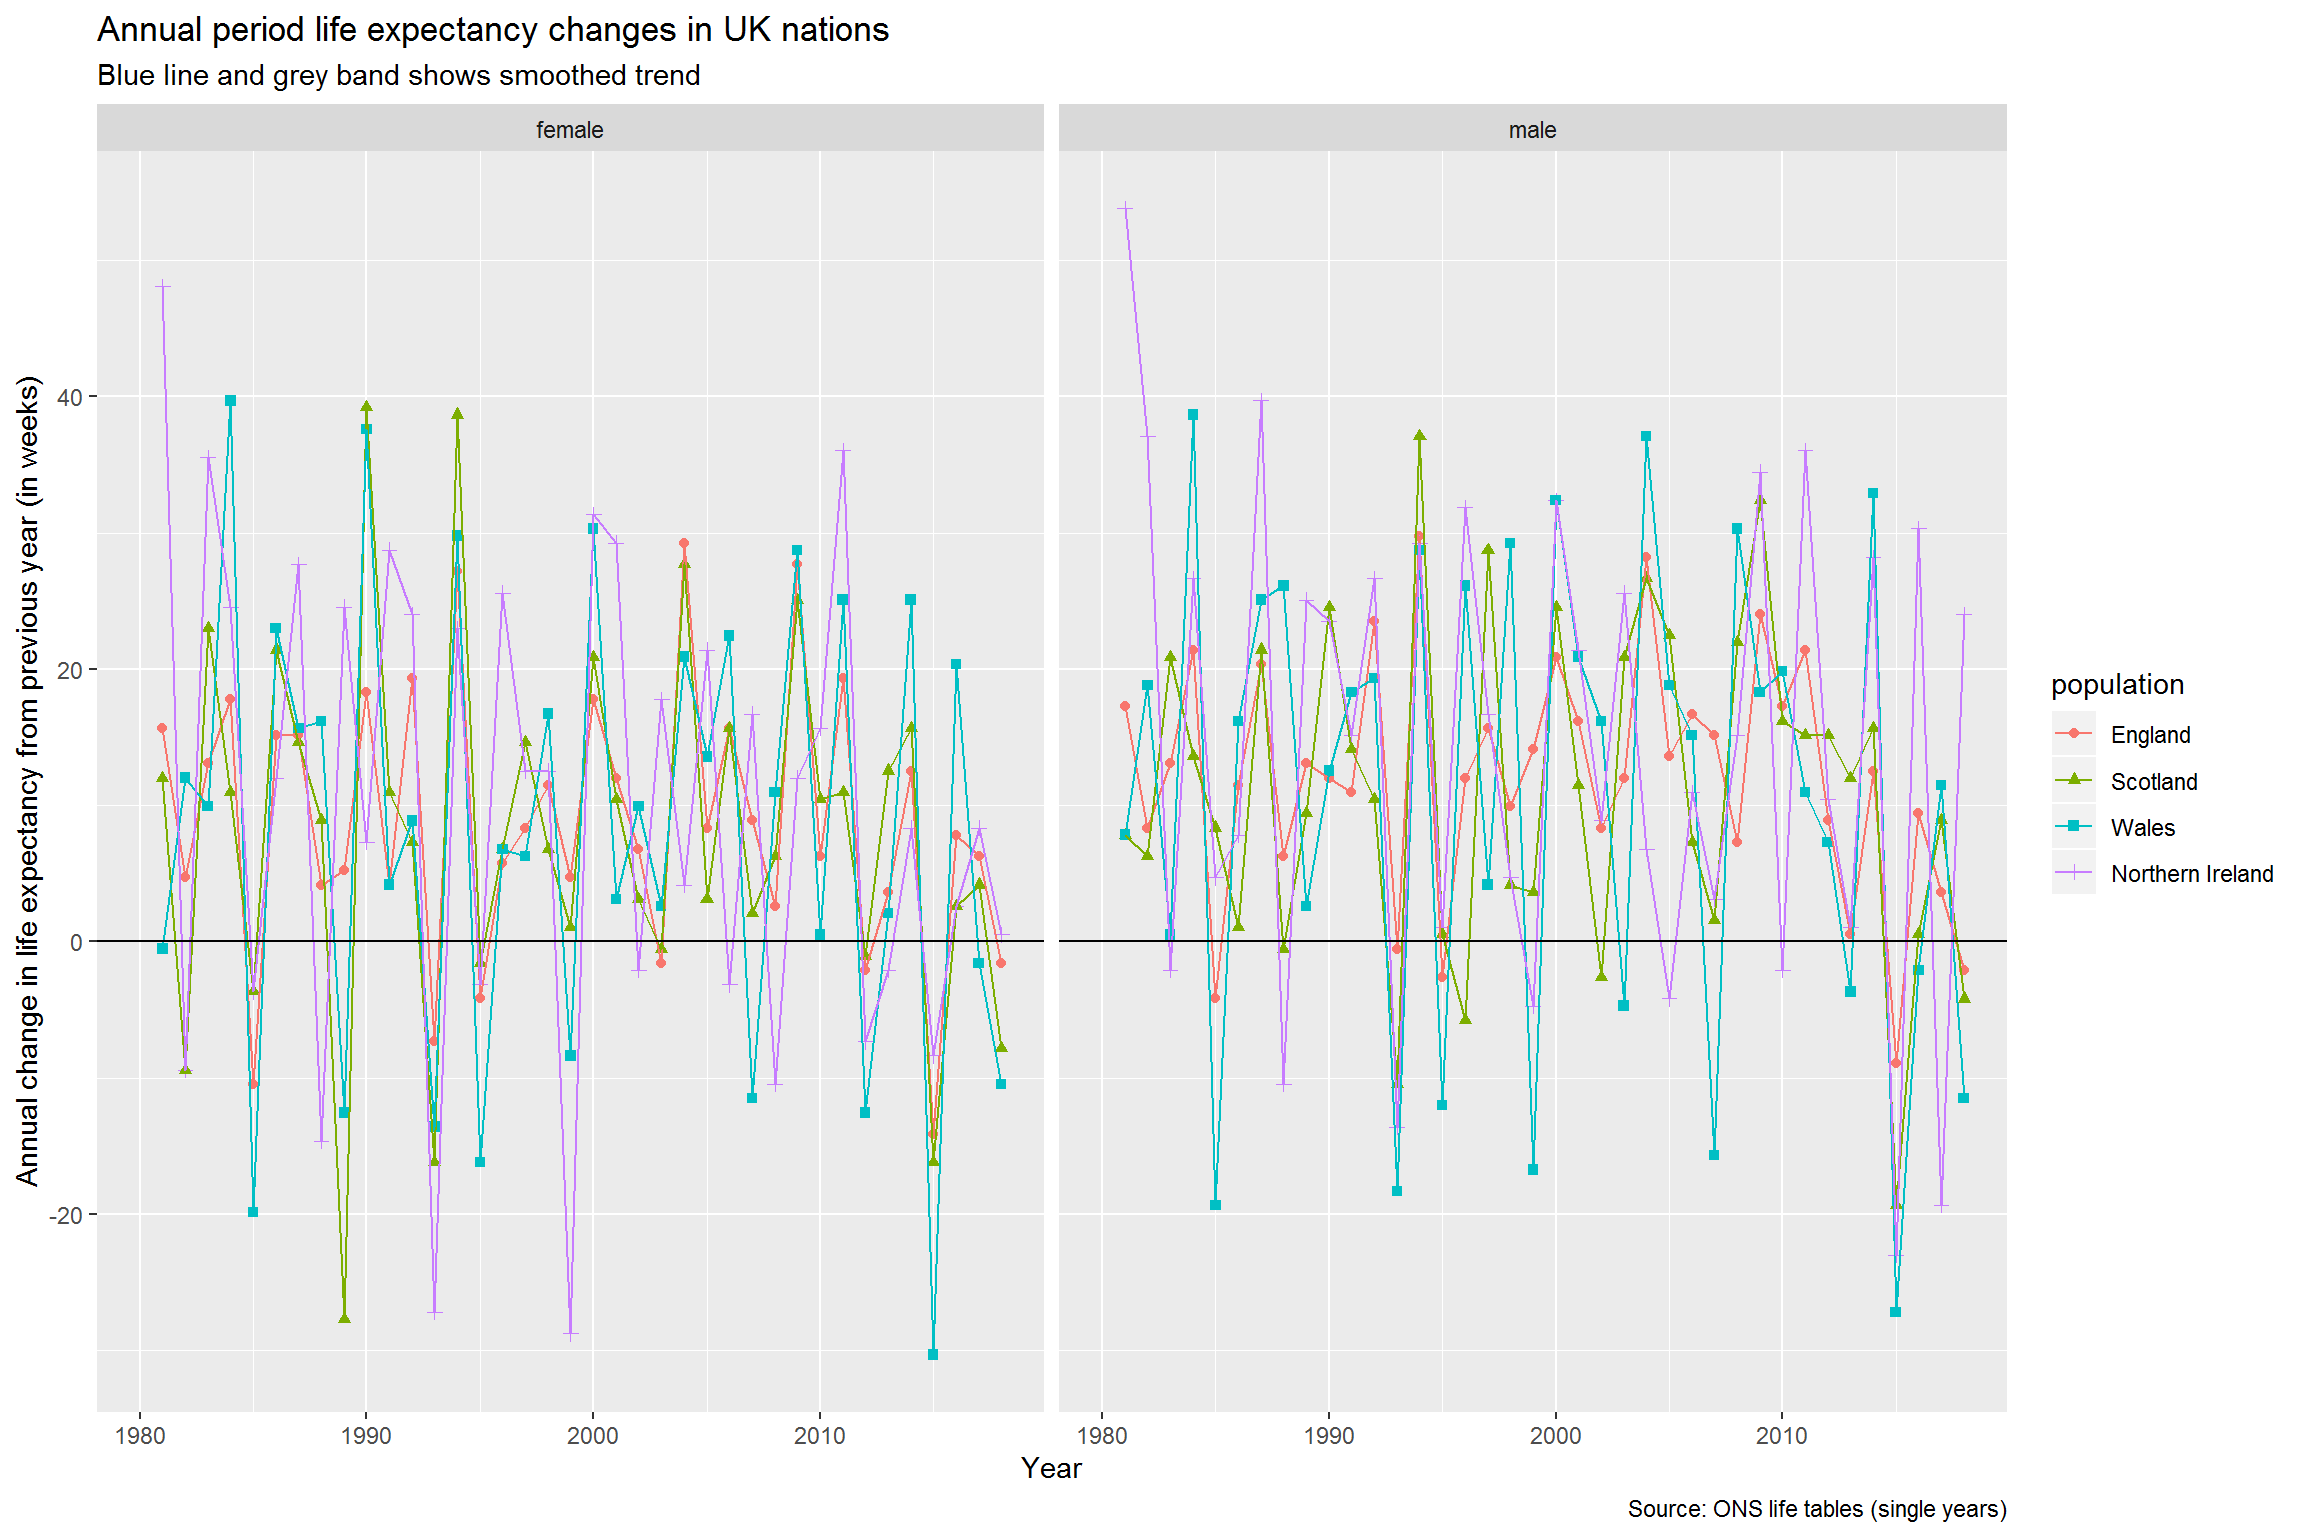 Annual period life expectancy changes in UK nations
Blue line and grey band shows smoothed trend
female
male
Annual change in life expectancy from previous year (in weeks)
40
20
0
-20
1980
1990
2000
2010
1980
1990
2000
2010
Year
population
England
Scotland
Wales
Northern Ireland
Source: ONS life tables (single years)